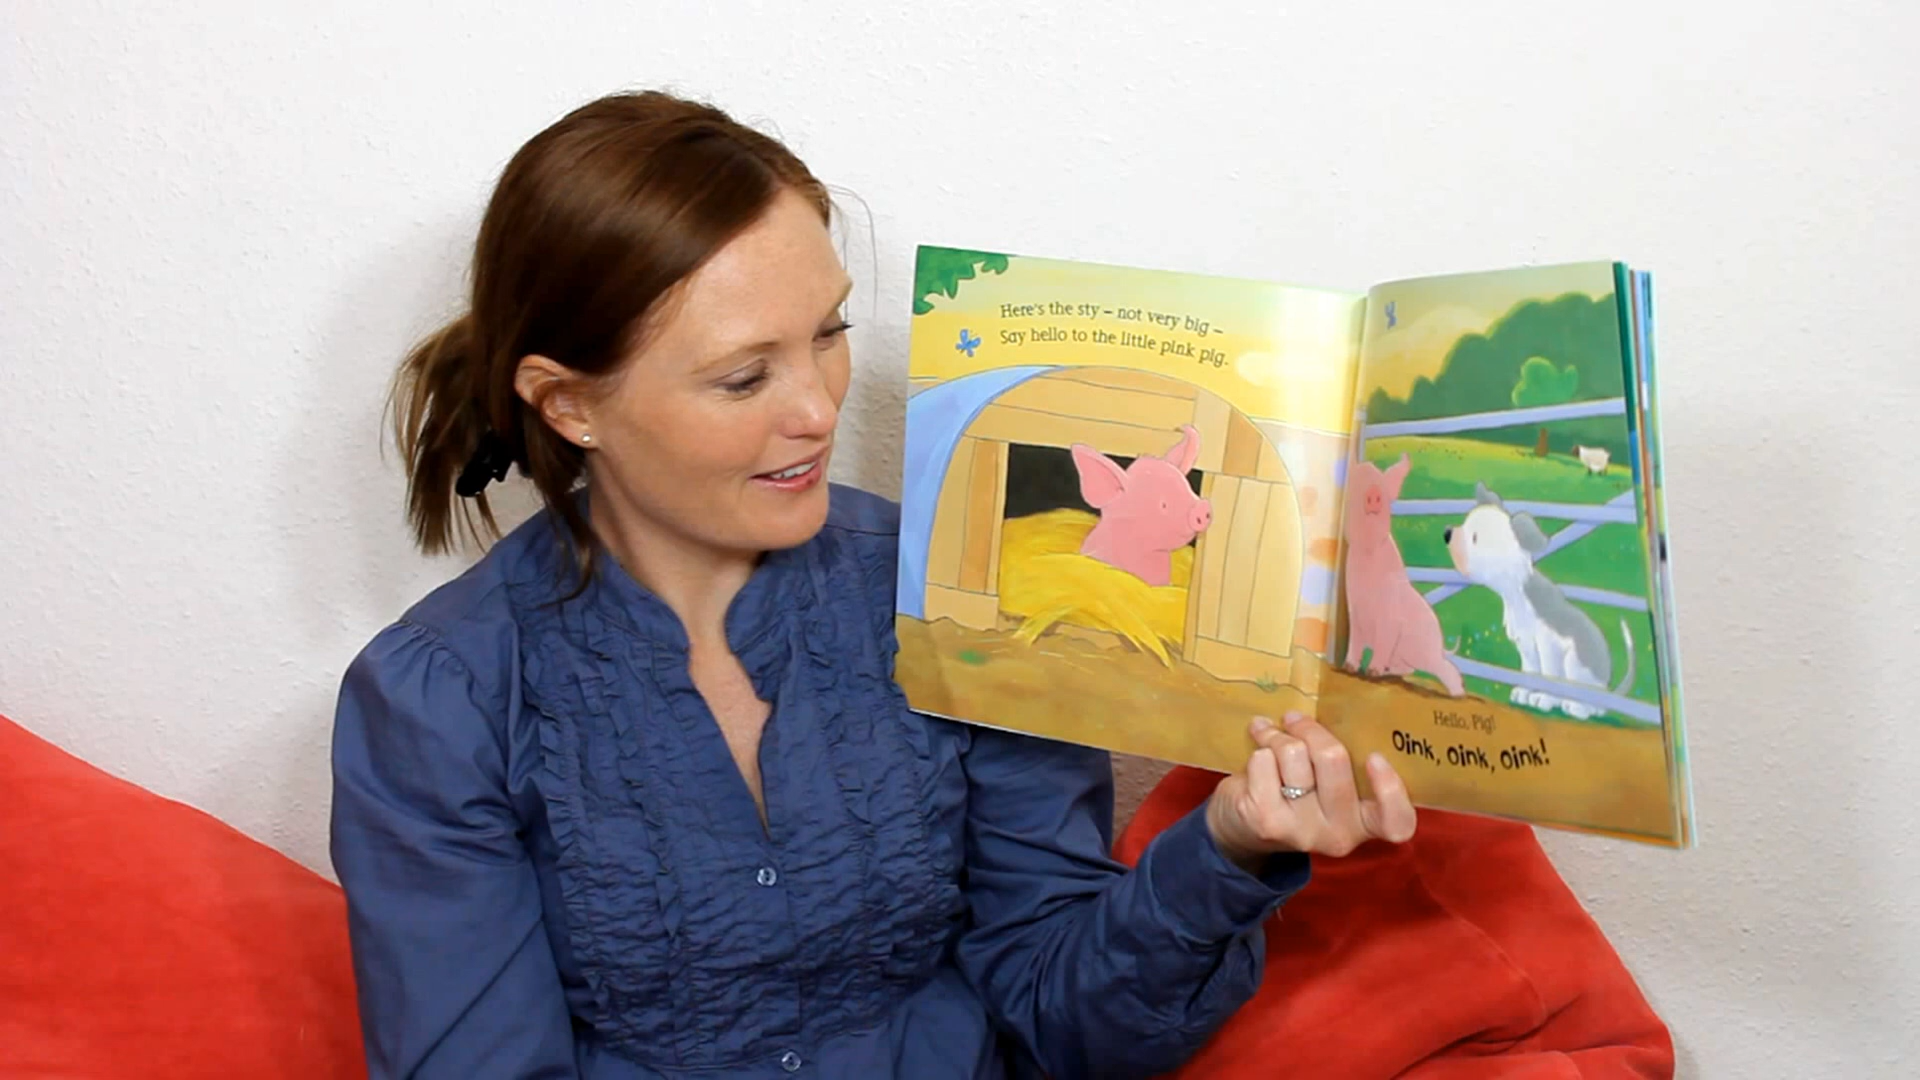 Here's the sty – not very big –
Say hello to the little pink pig.
Hello, Pig!
Oink, oink, oink!